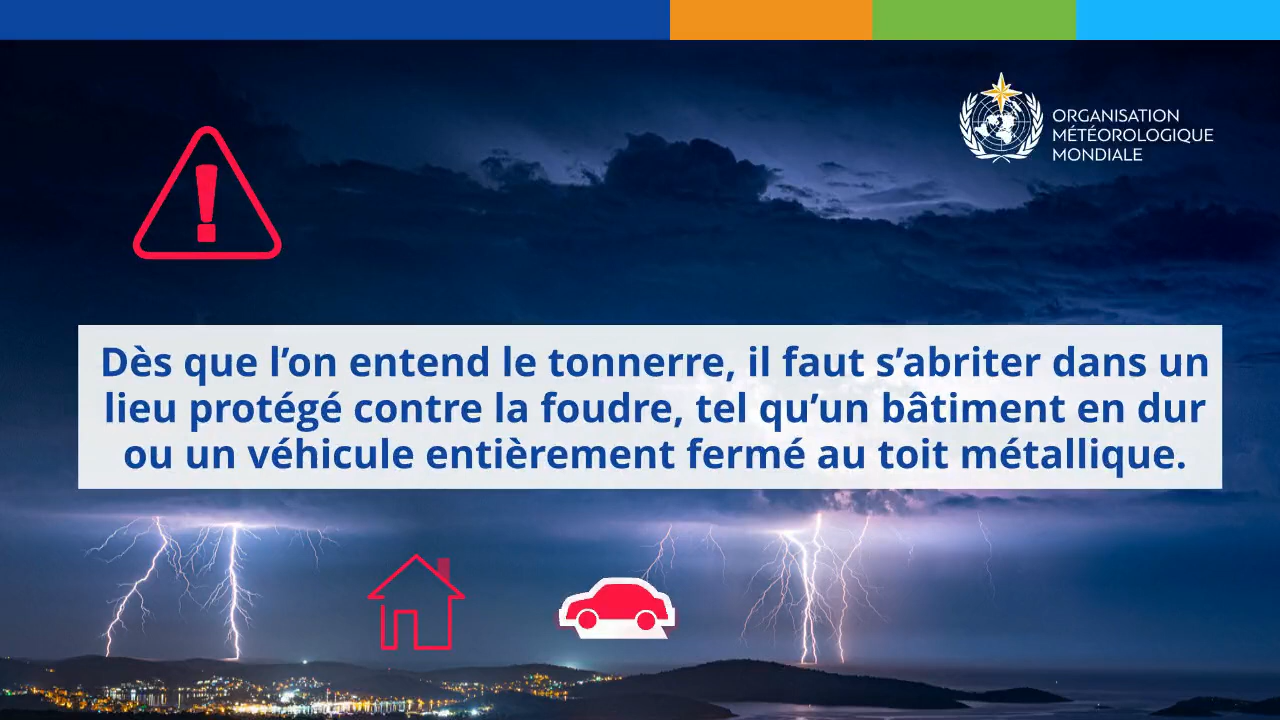 ORGANISATION
MÉTÉOROLOGIQUE
MONDIALE
Dès que l’on entend le tonnerre, il faut s’abriter dans un
lieu protégé contre la foudre, tel qu’un bâtiment en dur
ou un véhicule entièrement fermé au toit métallique.